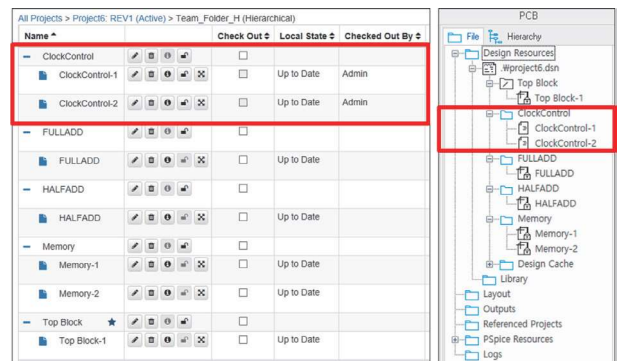 All Projects > Project6: REV1 (Active) > Team_Folder_H (Hierarchical)
Name Check Out Local State Checked Out By
ClockControl
ClockControl-1 Up to Date Admin
ClockControl-2 Up to Date Admin
FULLADD
FULLADD Up to Date
HALFADD
HALFADD Up to Date
Memory
Memory-1 Up to Date
Memory-2 Up to Date
Top Block
Top Block-1 Up to Date
PCB
File Hierarchy
Design Resources
.\project6.dsn
Top Block
Top Block-1
ClockControl
ClockControl-1
ClockControl-2
FULLADD
FULLADD
HALFADD
HALFADD
Memory
Memory-1
Memory-2
Design Cache
Library
Layout
Outputs
Referenced Projects
PSpice Resources
Logs